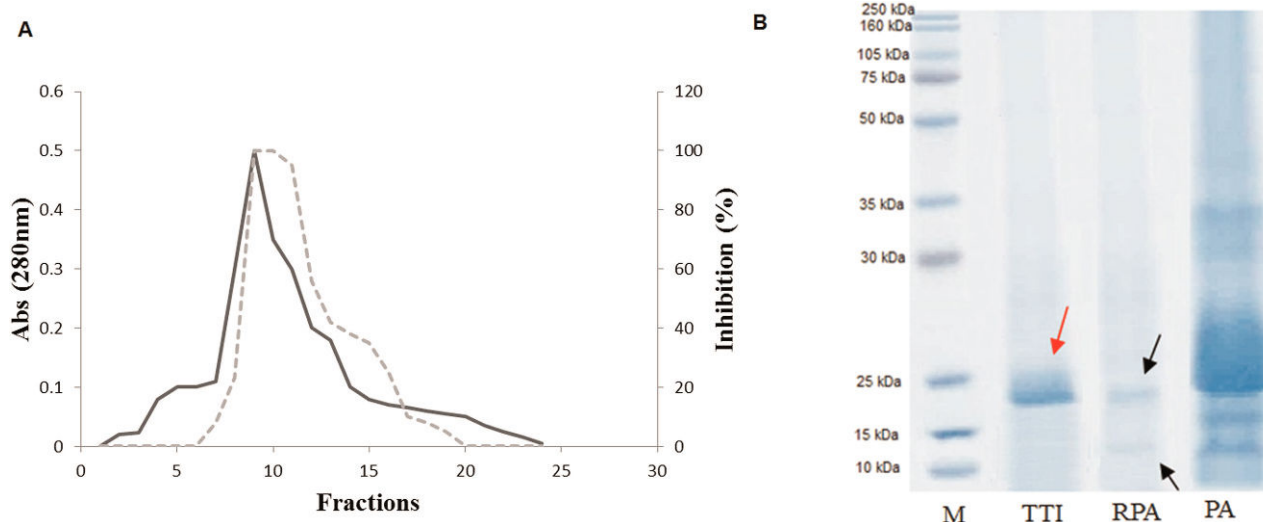 A
Abs (280nm)
0.6
0.5
0.4
0.3
0.2
0.1
0
120
100
80
60
40
20
0
Inhibition (%)
0 5 10 15 20 25 30
Fractions
B
250 kDa
160 kDa
105 kDa
75 kDa
50 kDa
35 kDa
30 kDa
25 kDa
15 kDa
10 kDa
M TTI RPA PA